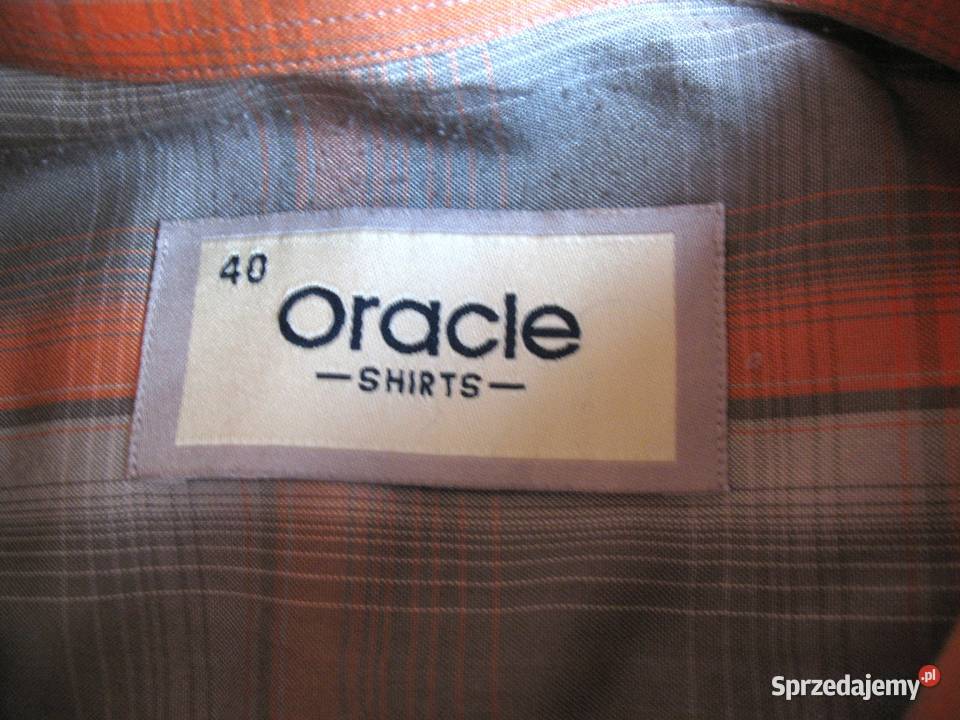 40
Oracle
—SHIRTS—
Sprzedajemy.pl